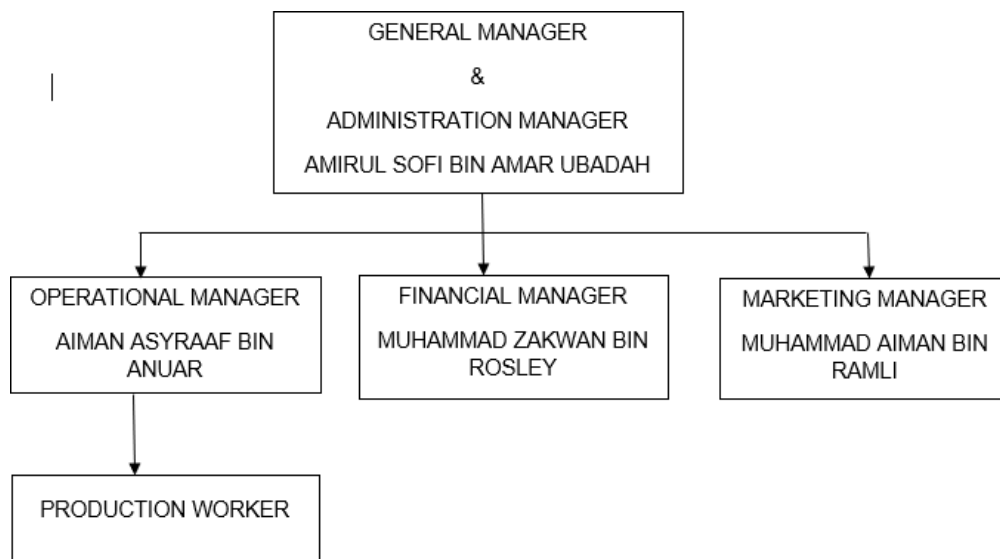 GENERAL MANAGER
&
ADMINISTRATION MANAGER
AMIRUL SOFI BIN AMAR UBADAH
OPERATIONAL MANAGER
AIMAN ASYRAAF BIN
ANUAR
FINANCIAL MANAGER
MUHAMMAD ZAKWAN BIN
ROSLEY
MARKETING MANAGER
MUHAMMAD AIMAN BIN
RAMLI
PRODUCTION WORKER